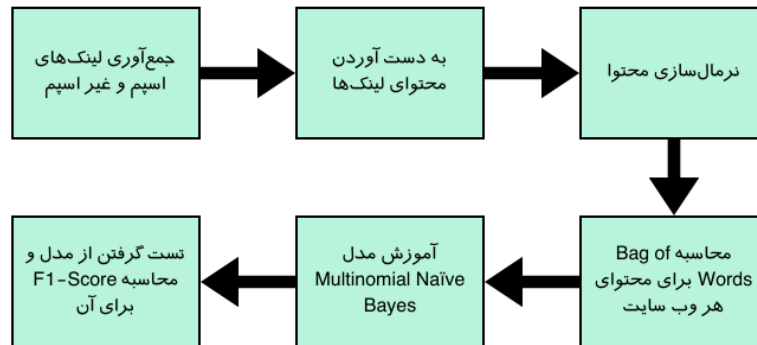 جمع‌آوری لینک‌های
اسپم و غیر اسپم
به دست آوردن
محتوای لینک‌ها
نرمال‌سازی محتوا
محاسبه Bag of
Words برای محتوای
هر وب سایت
آموزش مدل
Multinomial Naïve
Bayes
تست گرفتن از مدل و
محاسبه F1-Score
برای آن